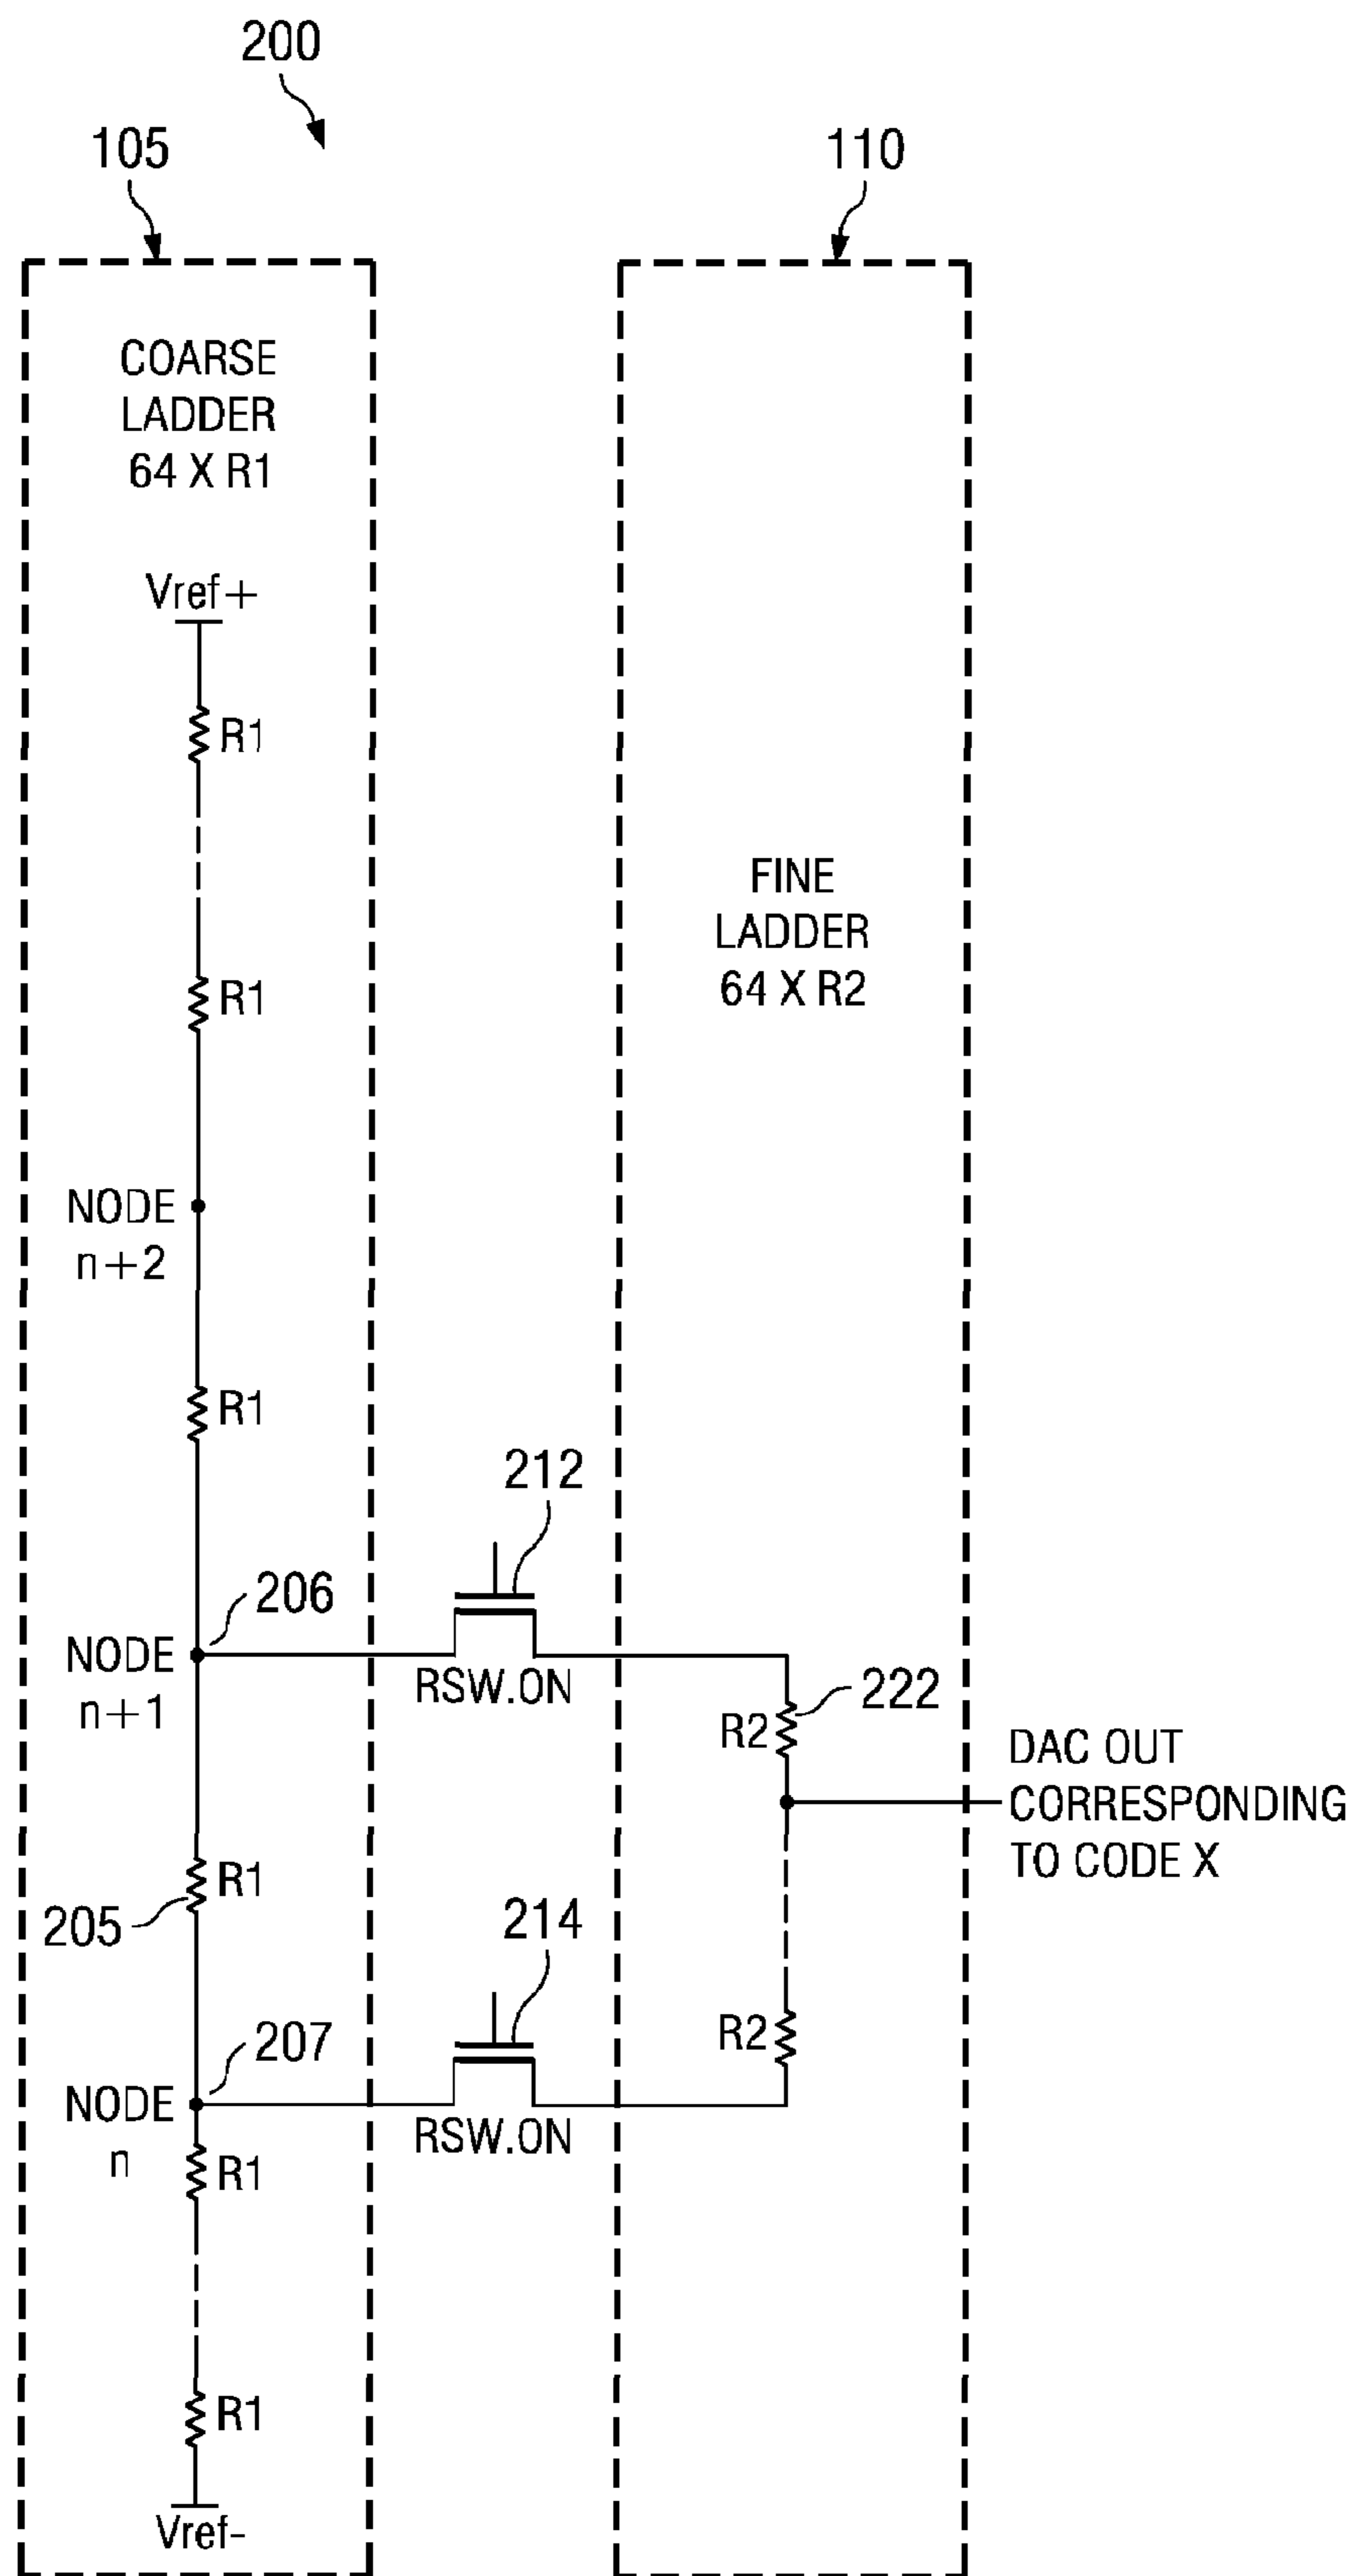 200
105
110
COARSE
LADDER
64 X R1
Vref+
R1
R1
FINE
LADDER
64 X R2
NODE
n+2
R1
212
206
NODE
n+1
RSW.ON
222
R2
DAC OUT
CORRESPONDING
TO CODE X
R1
205
214
207
R2
NODE
n
RSW.ON
R1
R1
Vref-